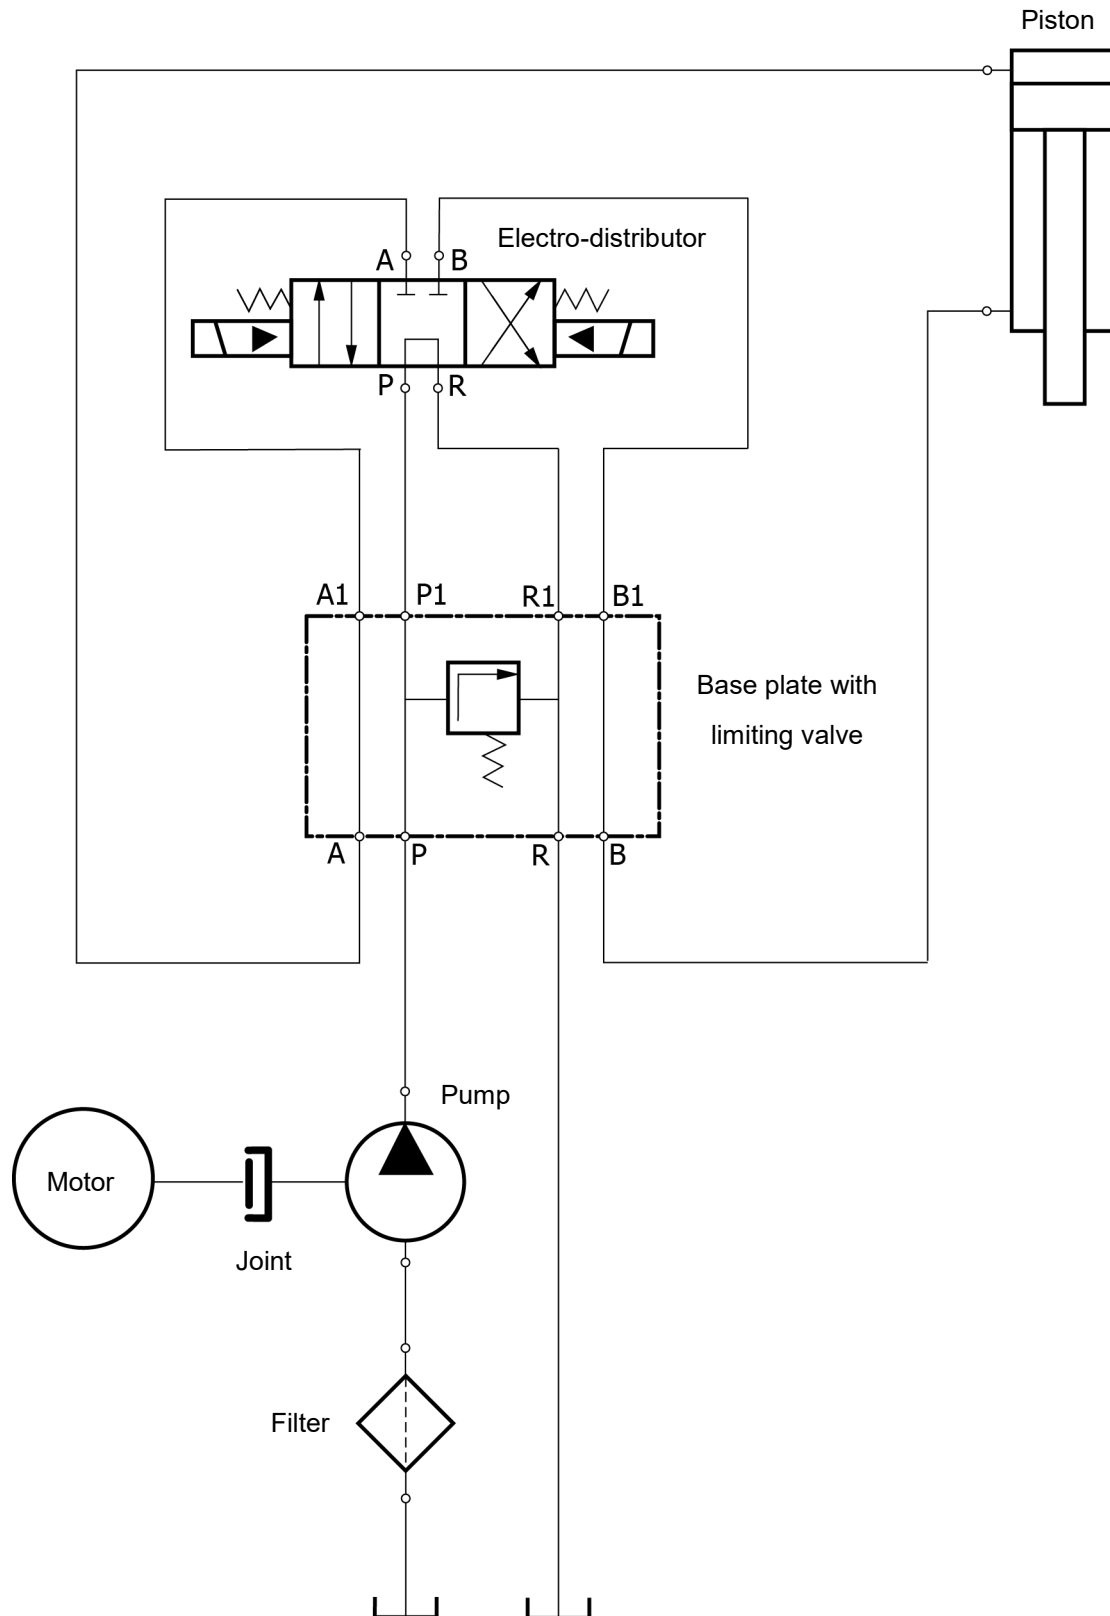 Piston
Electro-distributor
A B
P R
A1 P1 R1 B1
Base plate with
limiting valve
A P R B
Pump
Motor
Joint
Filter